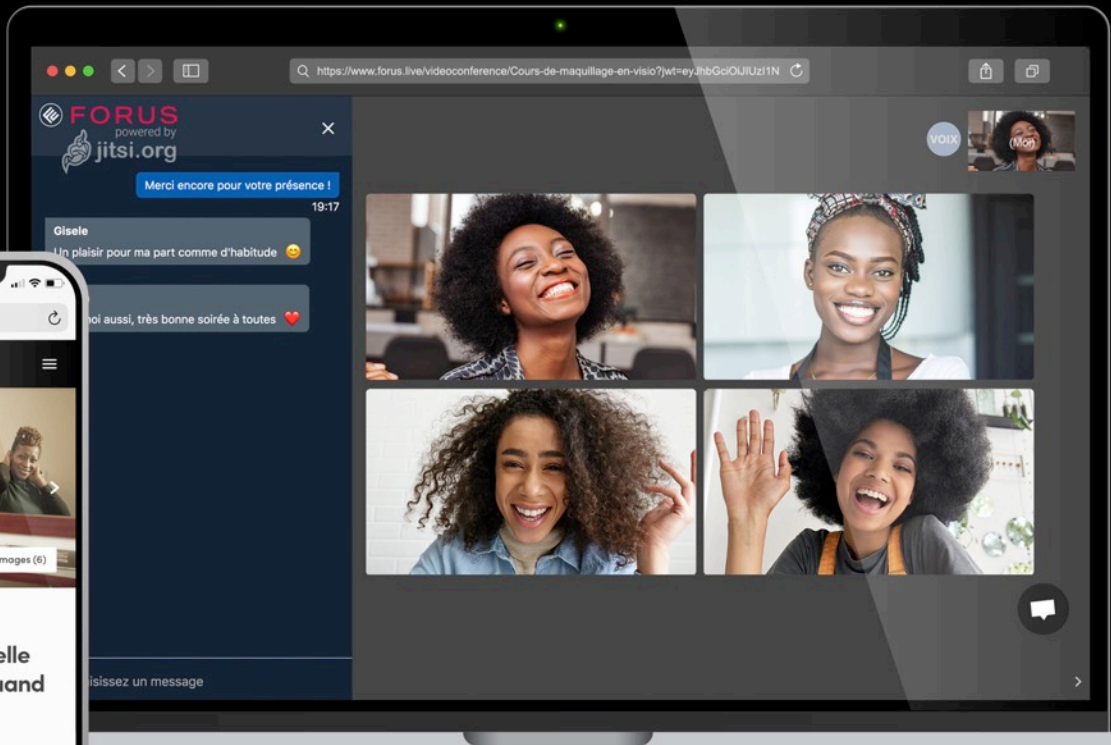 https://www.forus.live/videoconference/Cours-de-maquillage-en-visio?jwt=eyJhbGciOiJIUzI1N
FORUS
powered by
jitsi.org
Merci encore pour votre présence !
19:17
Gisele
Un plaisir pour ma part comme d'habitude 😊
moi aussi, très bonne soirée à toutes ❤️
VOIX
(Moi)
mages (6)
elle
uand
isissez un message